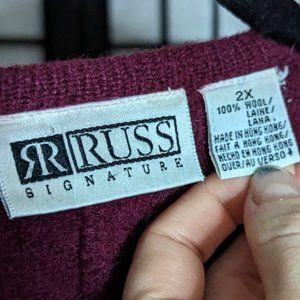 RR RUSS
SIGNATURE
2X
100% WOOL/
LAINE/
LANA.
MADE IN HONG KONG/
FAIT A HONG KONG/
HECHO EN HONG KONG
OVER/AU VERSO